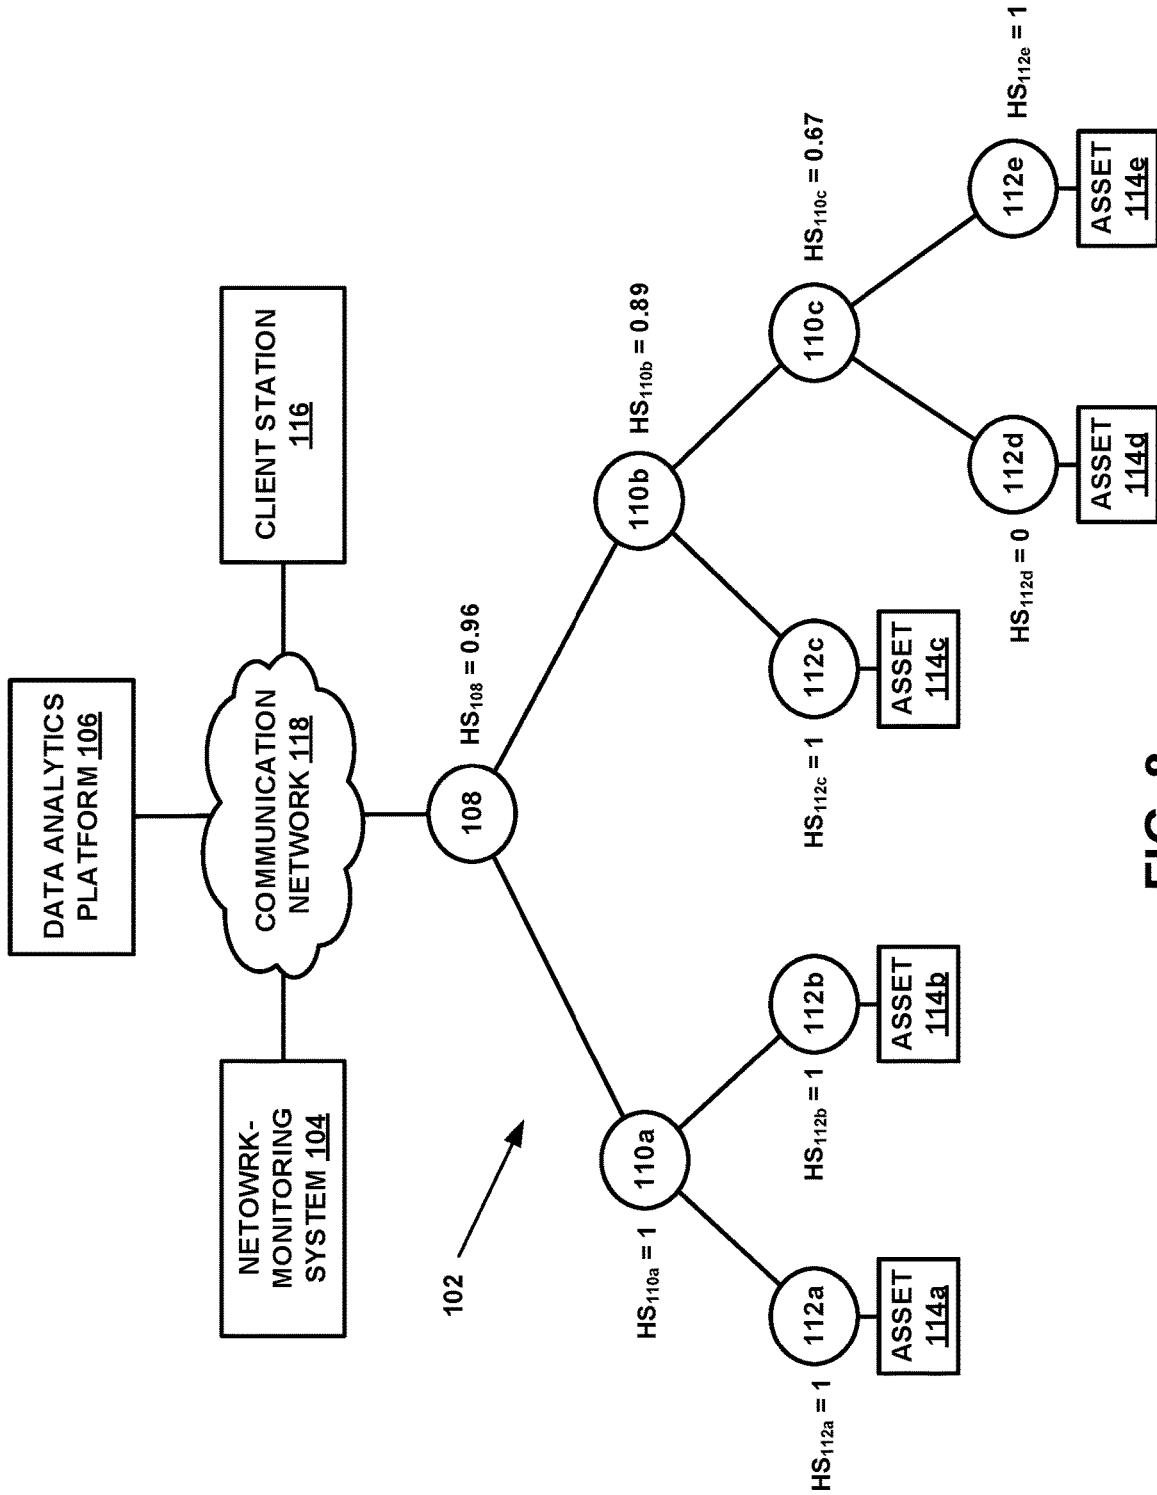 DATA ANALYTICS
PLATFORM 106
NETOWRK-
MONITORING
SYSTEM 104
COMMUNICATION
NETWORK 118
CLIENT STATION
116
102
108
HS108 = 0.96
HS110a = 1
110a
110b
HS110b = 0.89
HS112a = 1
112a
HS112b = 1
112b
HS112c = 1
112c
110c
HS110c = 0.67
ASSET
114a
ASSET
114b
ASSET
114c
HS112d = 0
112d
112e
HS112e = 1
ASSET
114d
ASSET
114e